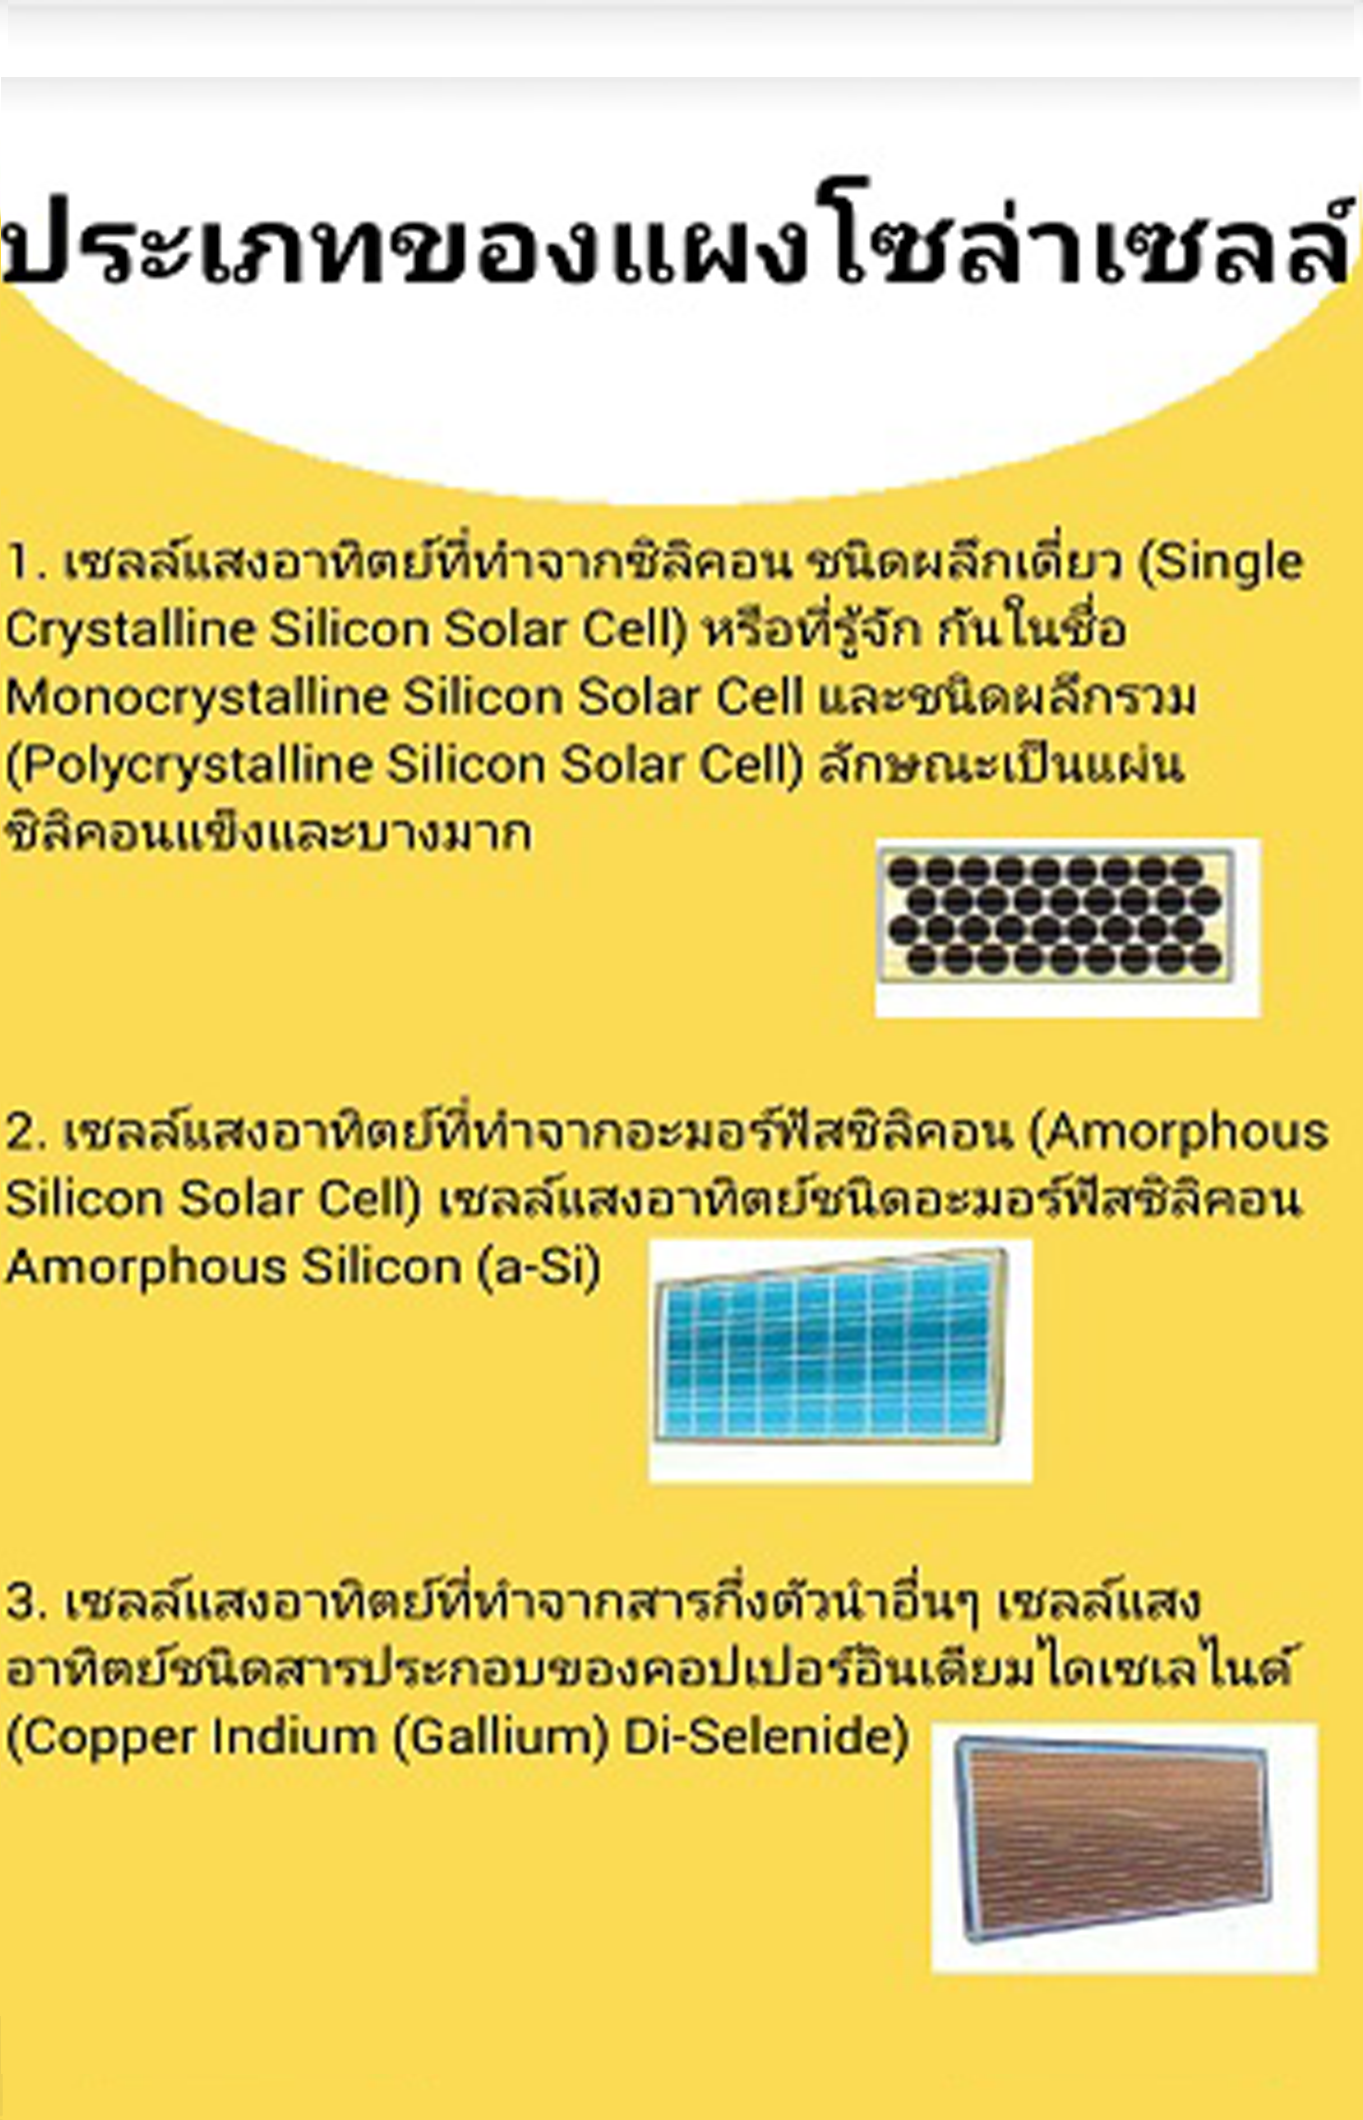 ประเภทของแผงโซล่าเซลล์
1. เซลล์แสงอาทิตย์ที่ทำจากซิลิคอน ชนิดผลึกเดี่ยว (Single
Crystalline Silicon Solar Cell) หรือที่รู้จัก กันในชื่อ
Monocrystalline Silicon Solar Cell และชนิดผลึกรวม
(Polycrystalline Silicon Solar Cell) ลักษณะเป็นแผ่น
ซิลิคอนแข็งและบางมาก
2. เซลล์แสงอาทิตย์ที่ทำจากอะมอร์ฟัสซิลิคอน (Amorphous
Silicon Solar Cell) เซลล์แสงอาทิตย์ชนิดอะมอร์ฟัสซิลิคอน
Amorphous Silicon (a-Si)
3. เซลล์แสงอาทิตย์ที่ทำจากสารกึ่งตัวนำอื่นๆ เซลล์แสง
อาทิตย์ชนิดสารประกอบของคอปเปอร์อินเดียมไดเซเลไนด์
(Copper Indium (Gallium) Di-Selenide)